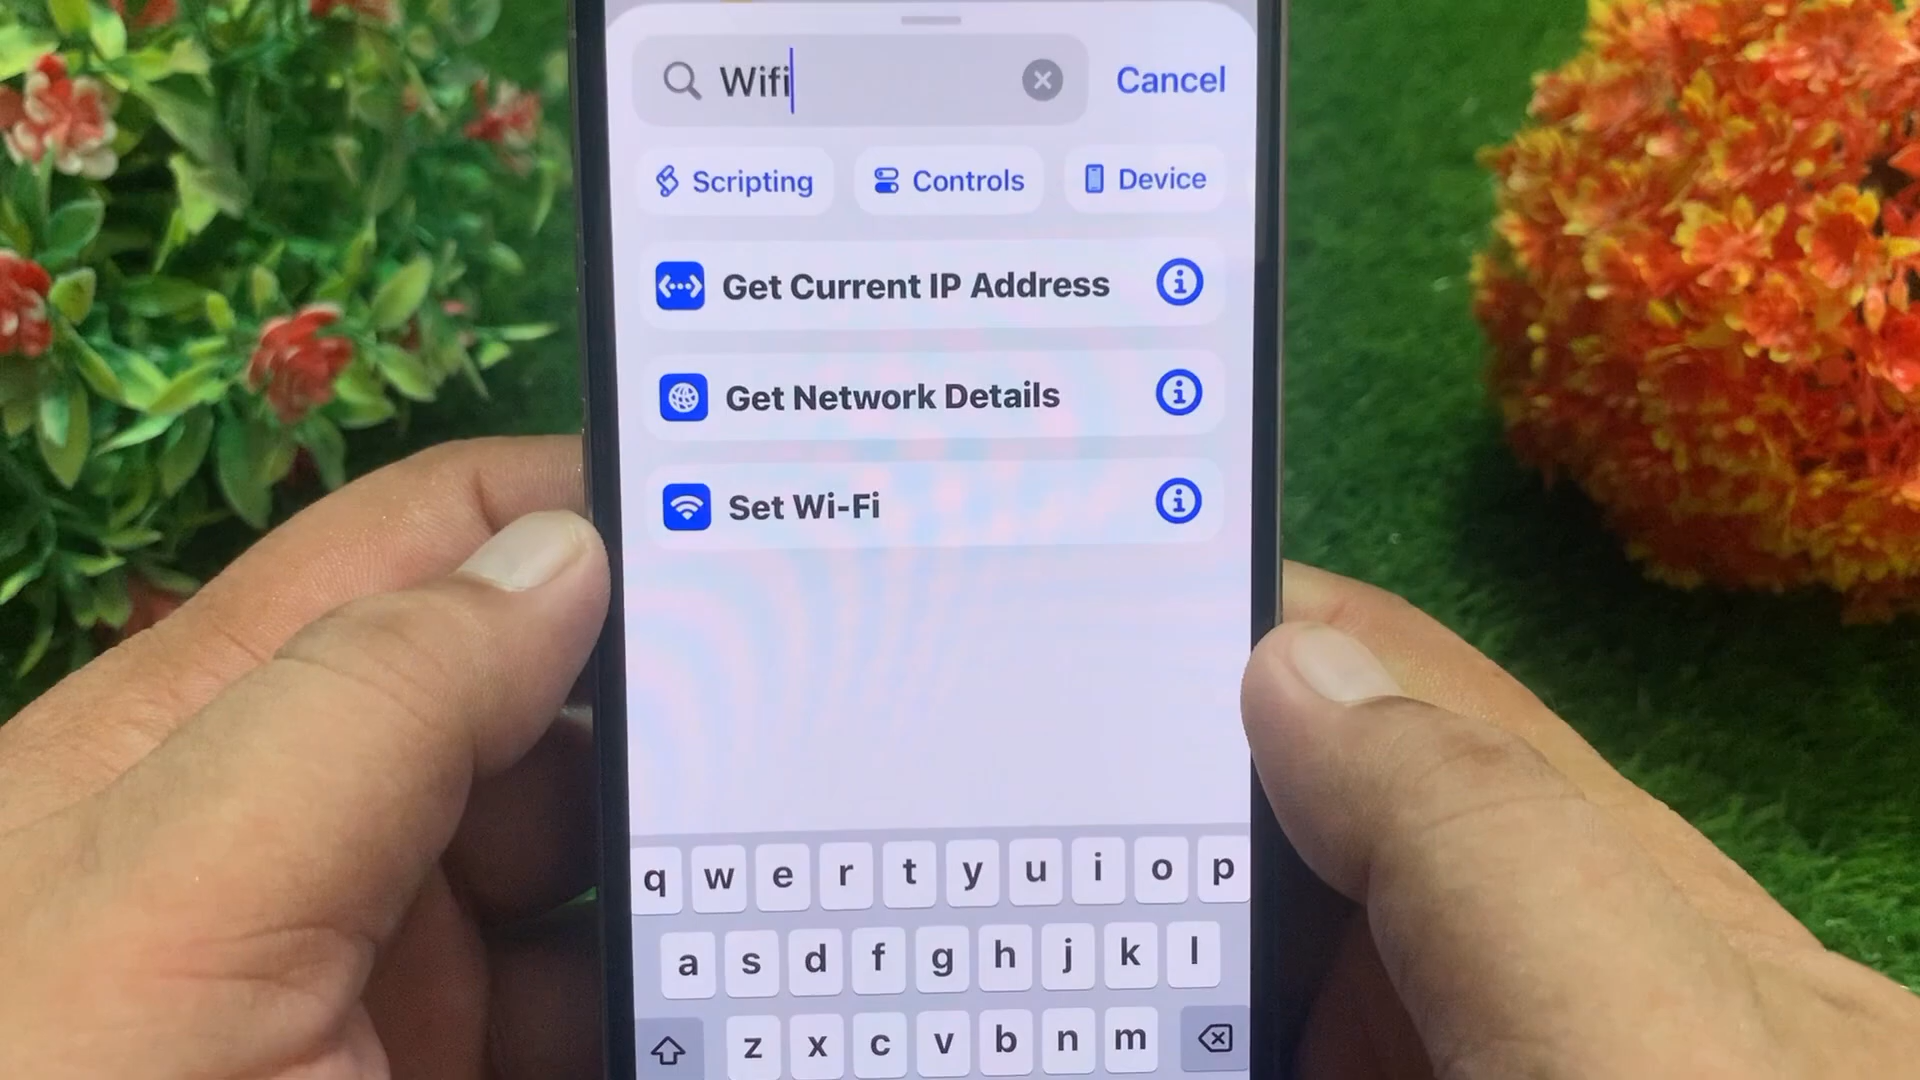 Wifi
Cancel
Scripting
Controls
Device
Get Current IP Address
Get Network Details
Set Wi-Fi
q w e r t y u i o p
a s d f g h j k l
z x c v b n m